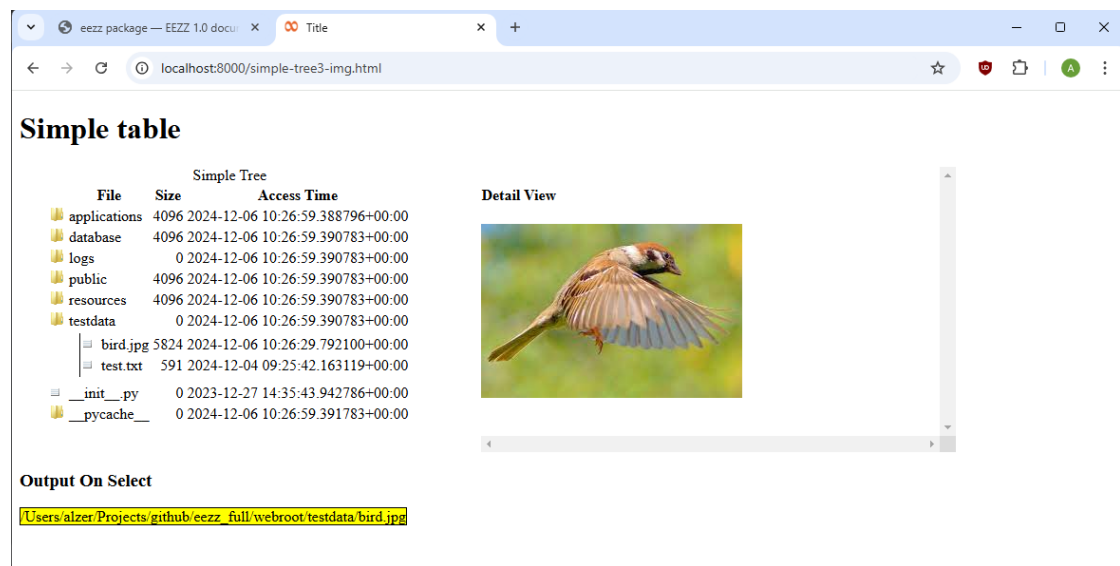 eezz package — EEZZ 1.0 docu
Title
localhost:8000/simple-tree3-img.html
A
Simple table
Simple Tree
File Size Access Time
applications 4096 2024-12-06 10:26:59.388796+00:00
database 4096 2024-12-06 10:26:59.390783+00:00
logs 0 2024-12-06 10:26:59.390783+00:00
public 4096 2024-12-06 10:26:59.390783+00:00
resources 4096 2024-12-06 10:26:59.390783+00:00
testdata 0 2024-12-06 10:26:59.390783+00:00
bird.jpg 5824 2024-12-06 10:26:29.792100+00:00
test.txt 591 2024-12-04 09:25:42.163119+00:00
__init__.py 0 2023-12-27 14:35:43.942786+00:00
__pycache__ 0 2024-12-06 10:26:59.391783+00:00
Detail View
Output On Select
/Users/alzer/Projects/github/eezz_full/webroot/testdata/bird.jpg